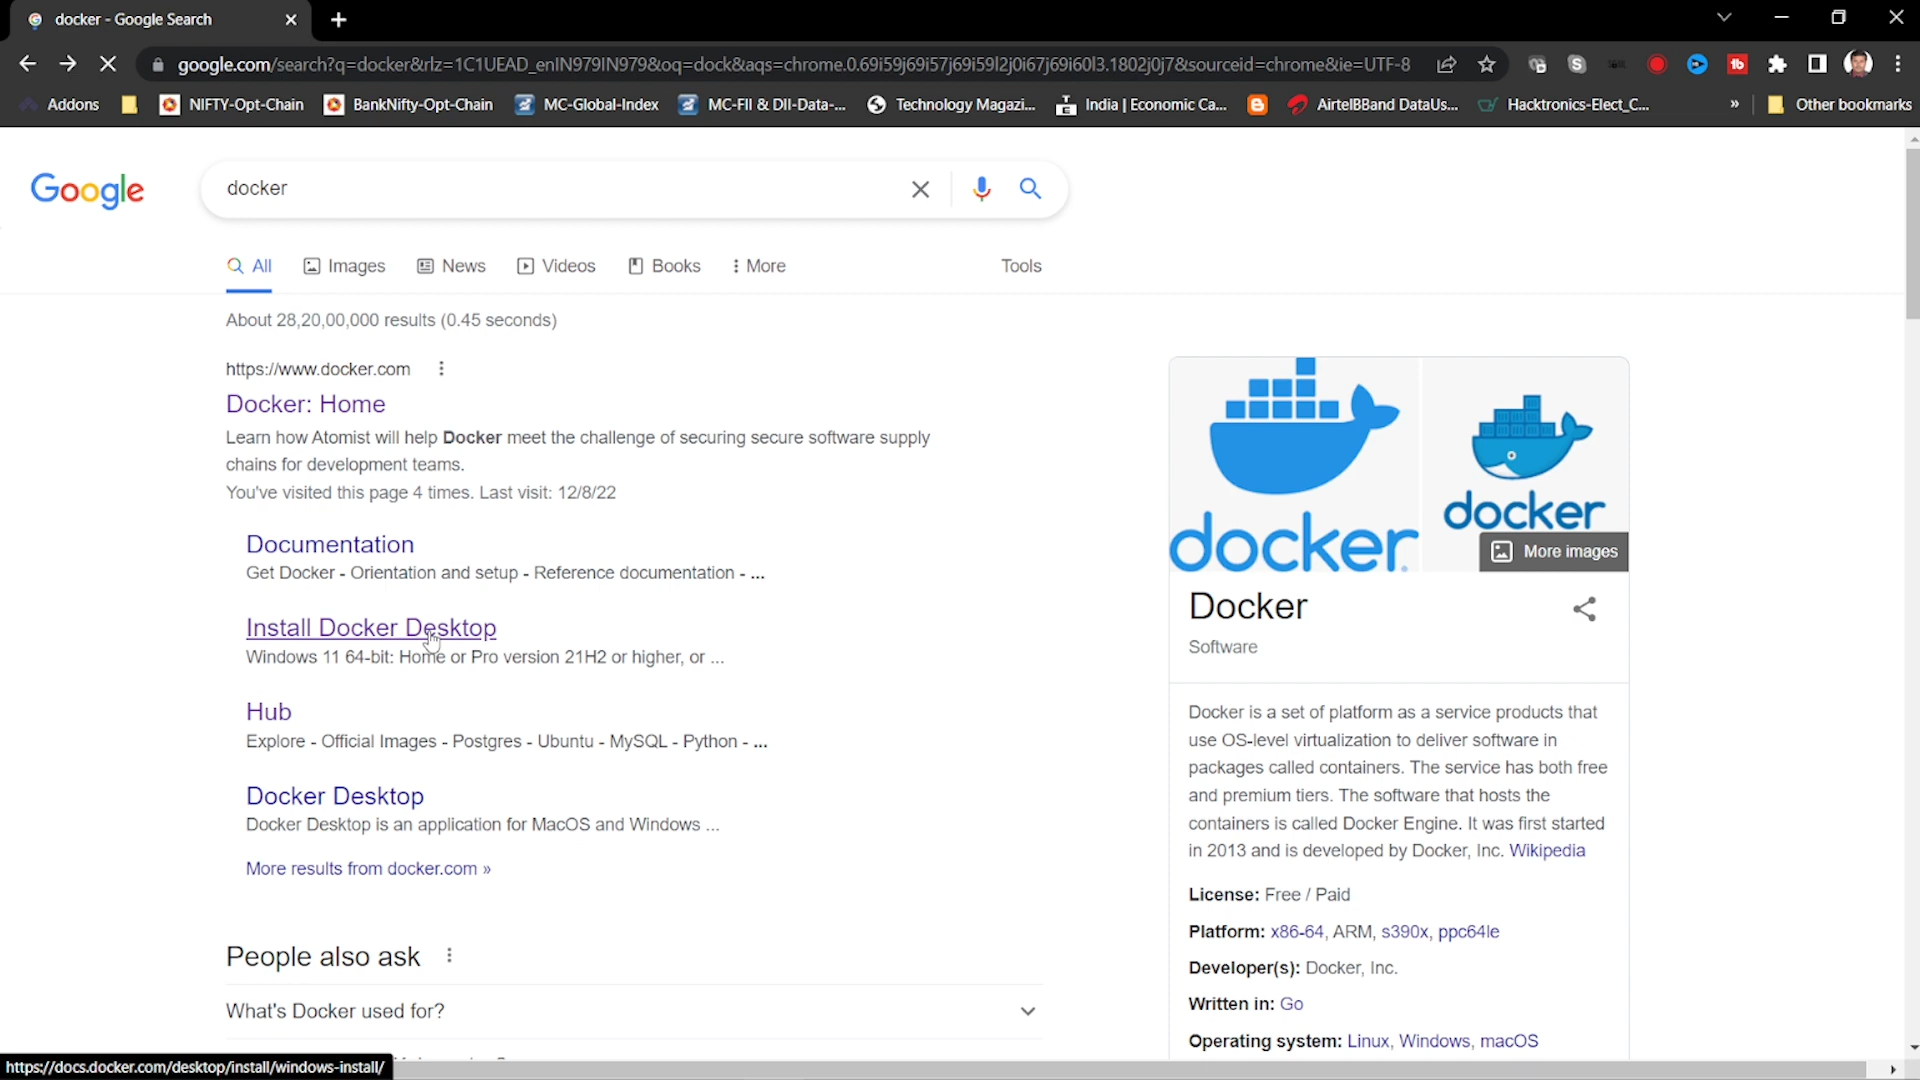 docker - Google Search
google.com/search?q=docker&rlz=1C1UEAD_enIN979IN979&oq=dock&aqs=chrome.0.69i59j69i57j69i59l2j0i67j69i60l3.1802j0j7&sourceid=chrome&ie=UTF-8
Addons NIFTY-Opt-Chain BankNifty-Opt-Chain MC-Global-Index MC-FII & DII-Data-... Technology Magazi... India | Economic Ca... AirtelBBand DataUs... Hacktronics-Elect_C... » Other bookmarks
Google
docker
All Images News Videos Books More Tools
About 28,20,00,000 results (0.45 seconds)
https://www.docker.com
Docker: Home
Learn how Atomist will help Docker meet the challenge of securing secure software supply
chains for development teams.
You've visited this page 4 times. Last visit: 12/8/22
Documentation
Get Docker - Orientation and setup - Reference documentation - ...
Install Docker Desktop
Windows 11 64-bit: Home or Pro version 21H2 or higher, or ...
Hub
Explore - Official Images - Postgres - Ubuntu - MySQL - Python - ...
Docker Desktop
Docker Desktop is an application for MacOS and Windows ...
More results from docker.com »
People also ask
What's Docker used for?
docker.
docker
More images
Docker
Software
Docker is a set of platform as a service products that
use OS-level virtualization to deliver software in
packages called containers. The service has both free
and premium tiers. The software that hosts the
containers is called Docker Engine. It was first started
in 2013 and is developed by Docker, Inc. Wikipedia
License: Free / Paid
Platform: x86-64, ARM, s390x, ppc64le
Developer(s): Docker, Inc.
Written in: Go
Operating system: Linux, Windows, macOS
https://docs.docker.com/desktop/install/windows-install/